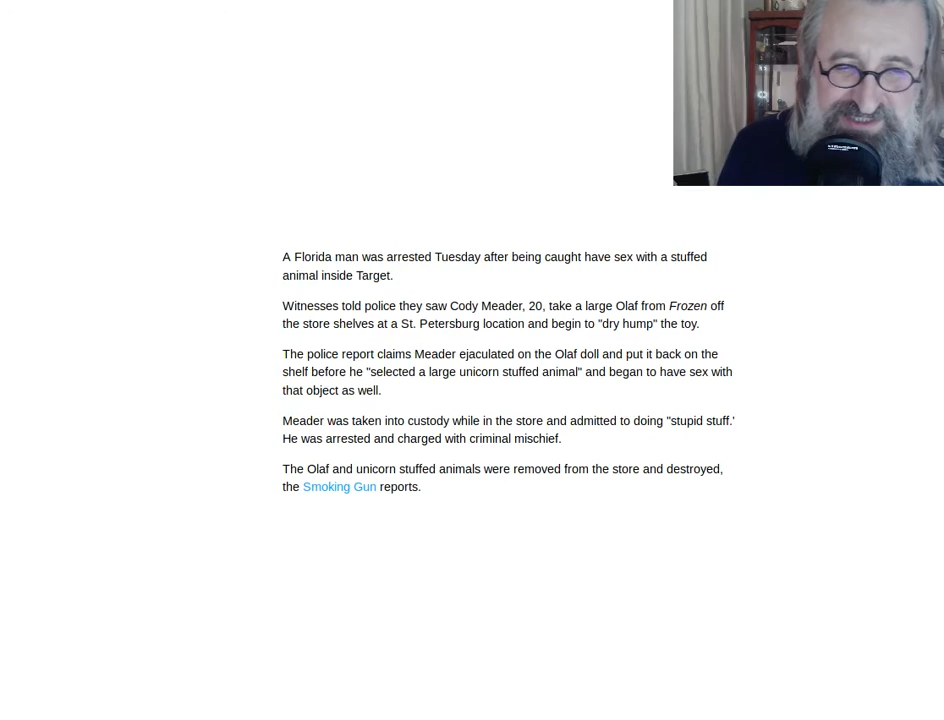 A Florida man was arrested Tuesday after being caught have sex with a stuffed
animal inside Target.
Witnesses told police they saw Cody Meader, 20, take a large Olaf from Frozen off
the store shelves at a St. Petersburg location and begin to "dry hump" the toy.
The police report claims Meader ejaculated on the Olaf doll and put it back on the
shelf before he "selected a large unicorn stuffed animal" and began to have sex with
that object as well.
Meader was taken into custody while in the store and admitted to doing "stupid stuff.'
He was arrested and charged with criminal mischief.
The Olaf and unicorn stuffed animals were removed from the store and destroyed,
the Smoking Gun reports.